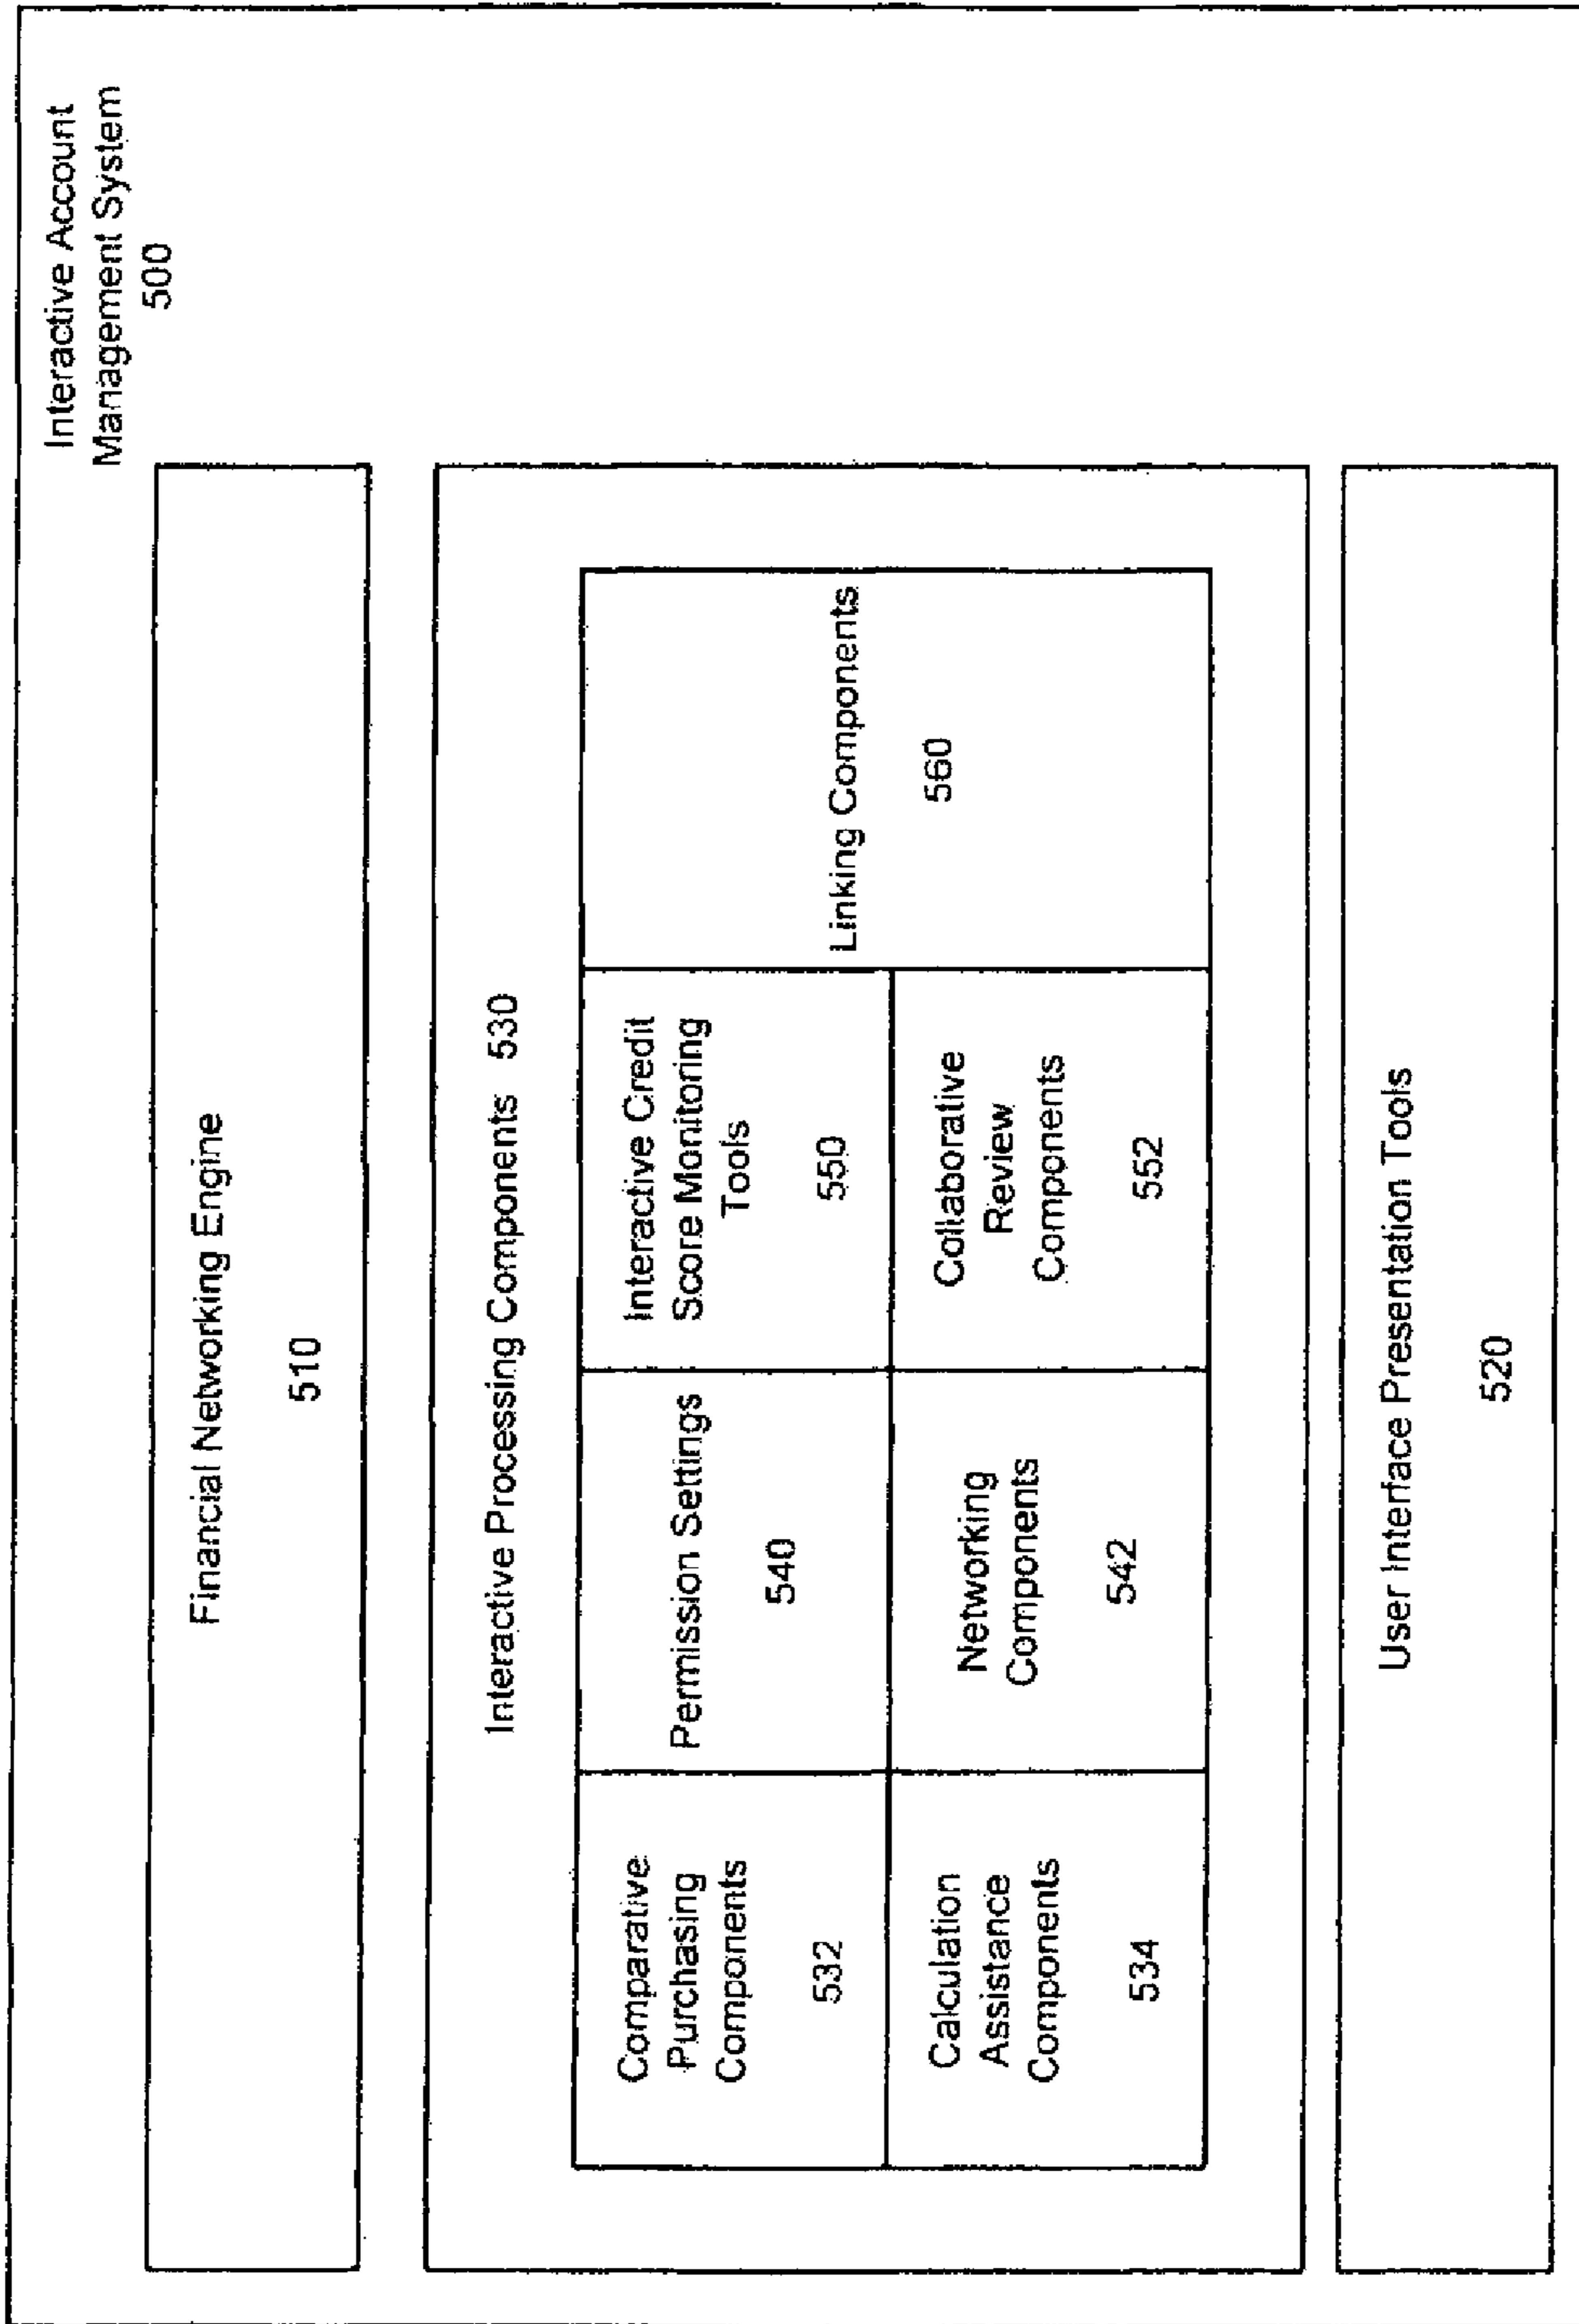 Interactive Account
Management System
500
Financial Networking Engine
510
Interactive Processing Components 530
Comparative
Purchasing
Components
532
Permission Settings
540
Interactive Credit
Score Monitoring
Tools
550
Linking Components
560
Calculation
Assistance
Components
534
Networking
Components
542
Collaborative
Review
Components
552
User Interface Presentation Tools
520